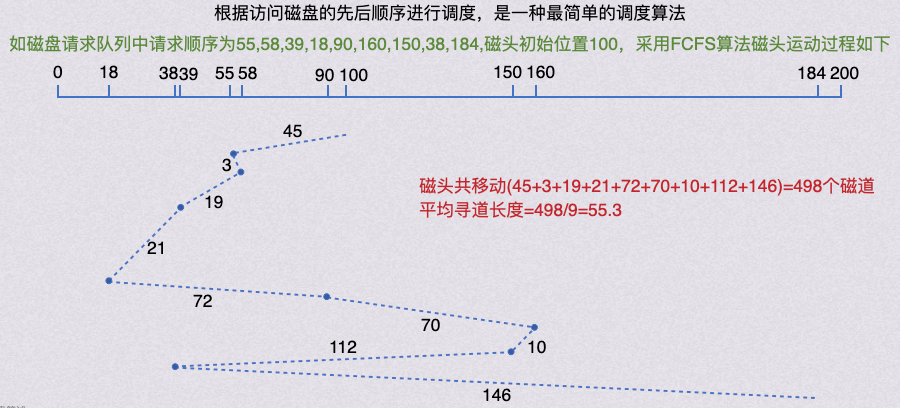 根据访问磁盘的先后顺序进行调度，是一种最简单的调度算法
如磁盘请求队列中请求顺序为55,58,39,18,90,160,150,38,184,磁头初始位置100，采用FCFS算法磁头运动过程如下
0 18 3839 55 58 90 100 150 160 184 200
45
3
磁头共移动(45+3+19+21+72+70+10+112+146)=498个磁道
19
平均寻道长度=498/9=55.3
21
72
70
112 10
146